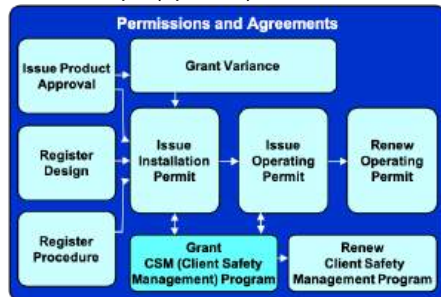 Permissions and Agreements
Issue Product
Approval
Grant Variance
Register
Design
Issue
Installation
Permit
Issue
Operating
Permit
Renew
Operating
Permit
Register
Procedure
Grant
CSM (Client Safety
Management) Program
Renew
Client Safety
Management Program